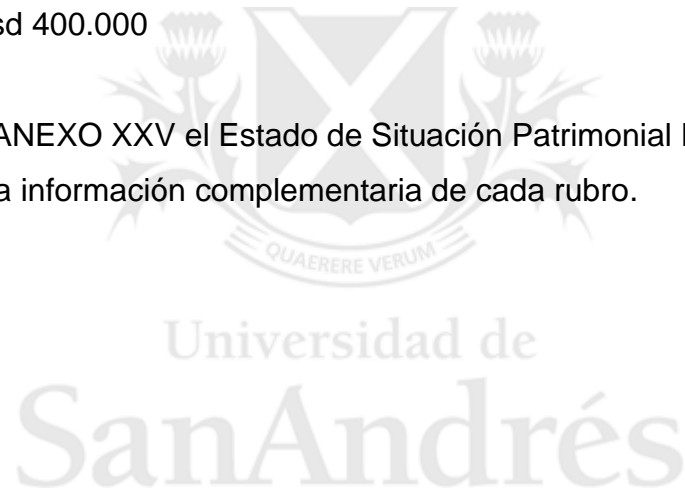 sd 400.000
ANEXO XXV el Estado de Situación Patrimonial
a información complementaria de cada rubro.
QUAERERE VERUM
Universidad de
SanAndrés